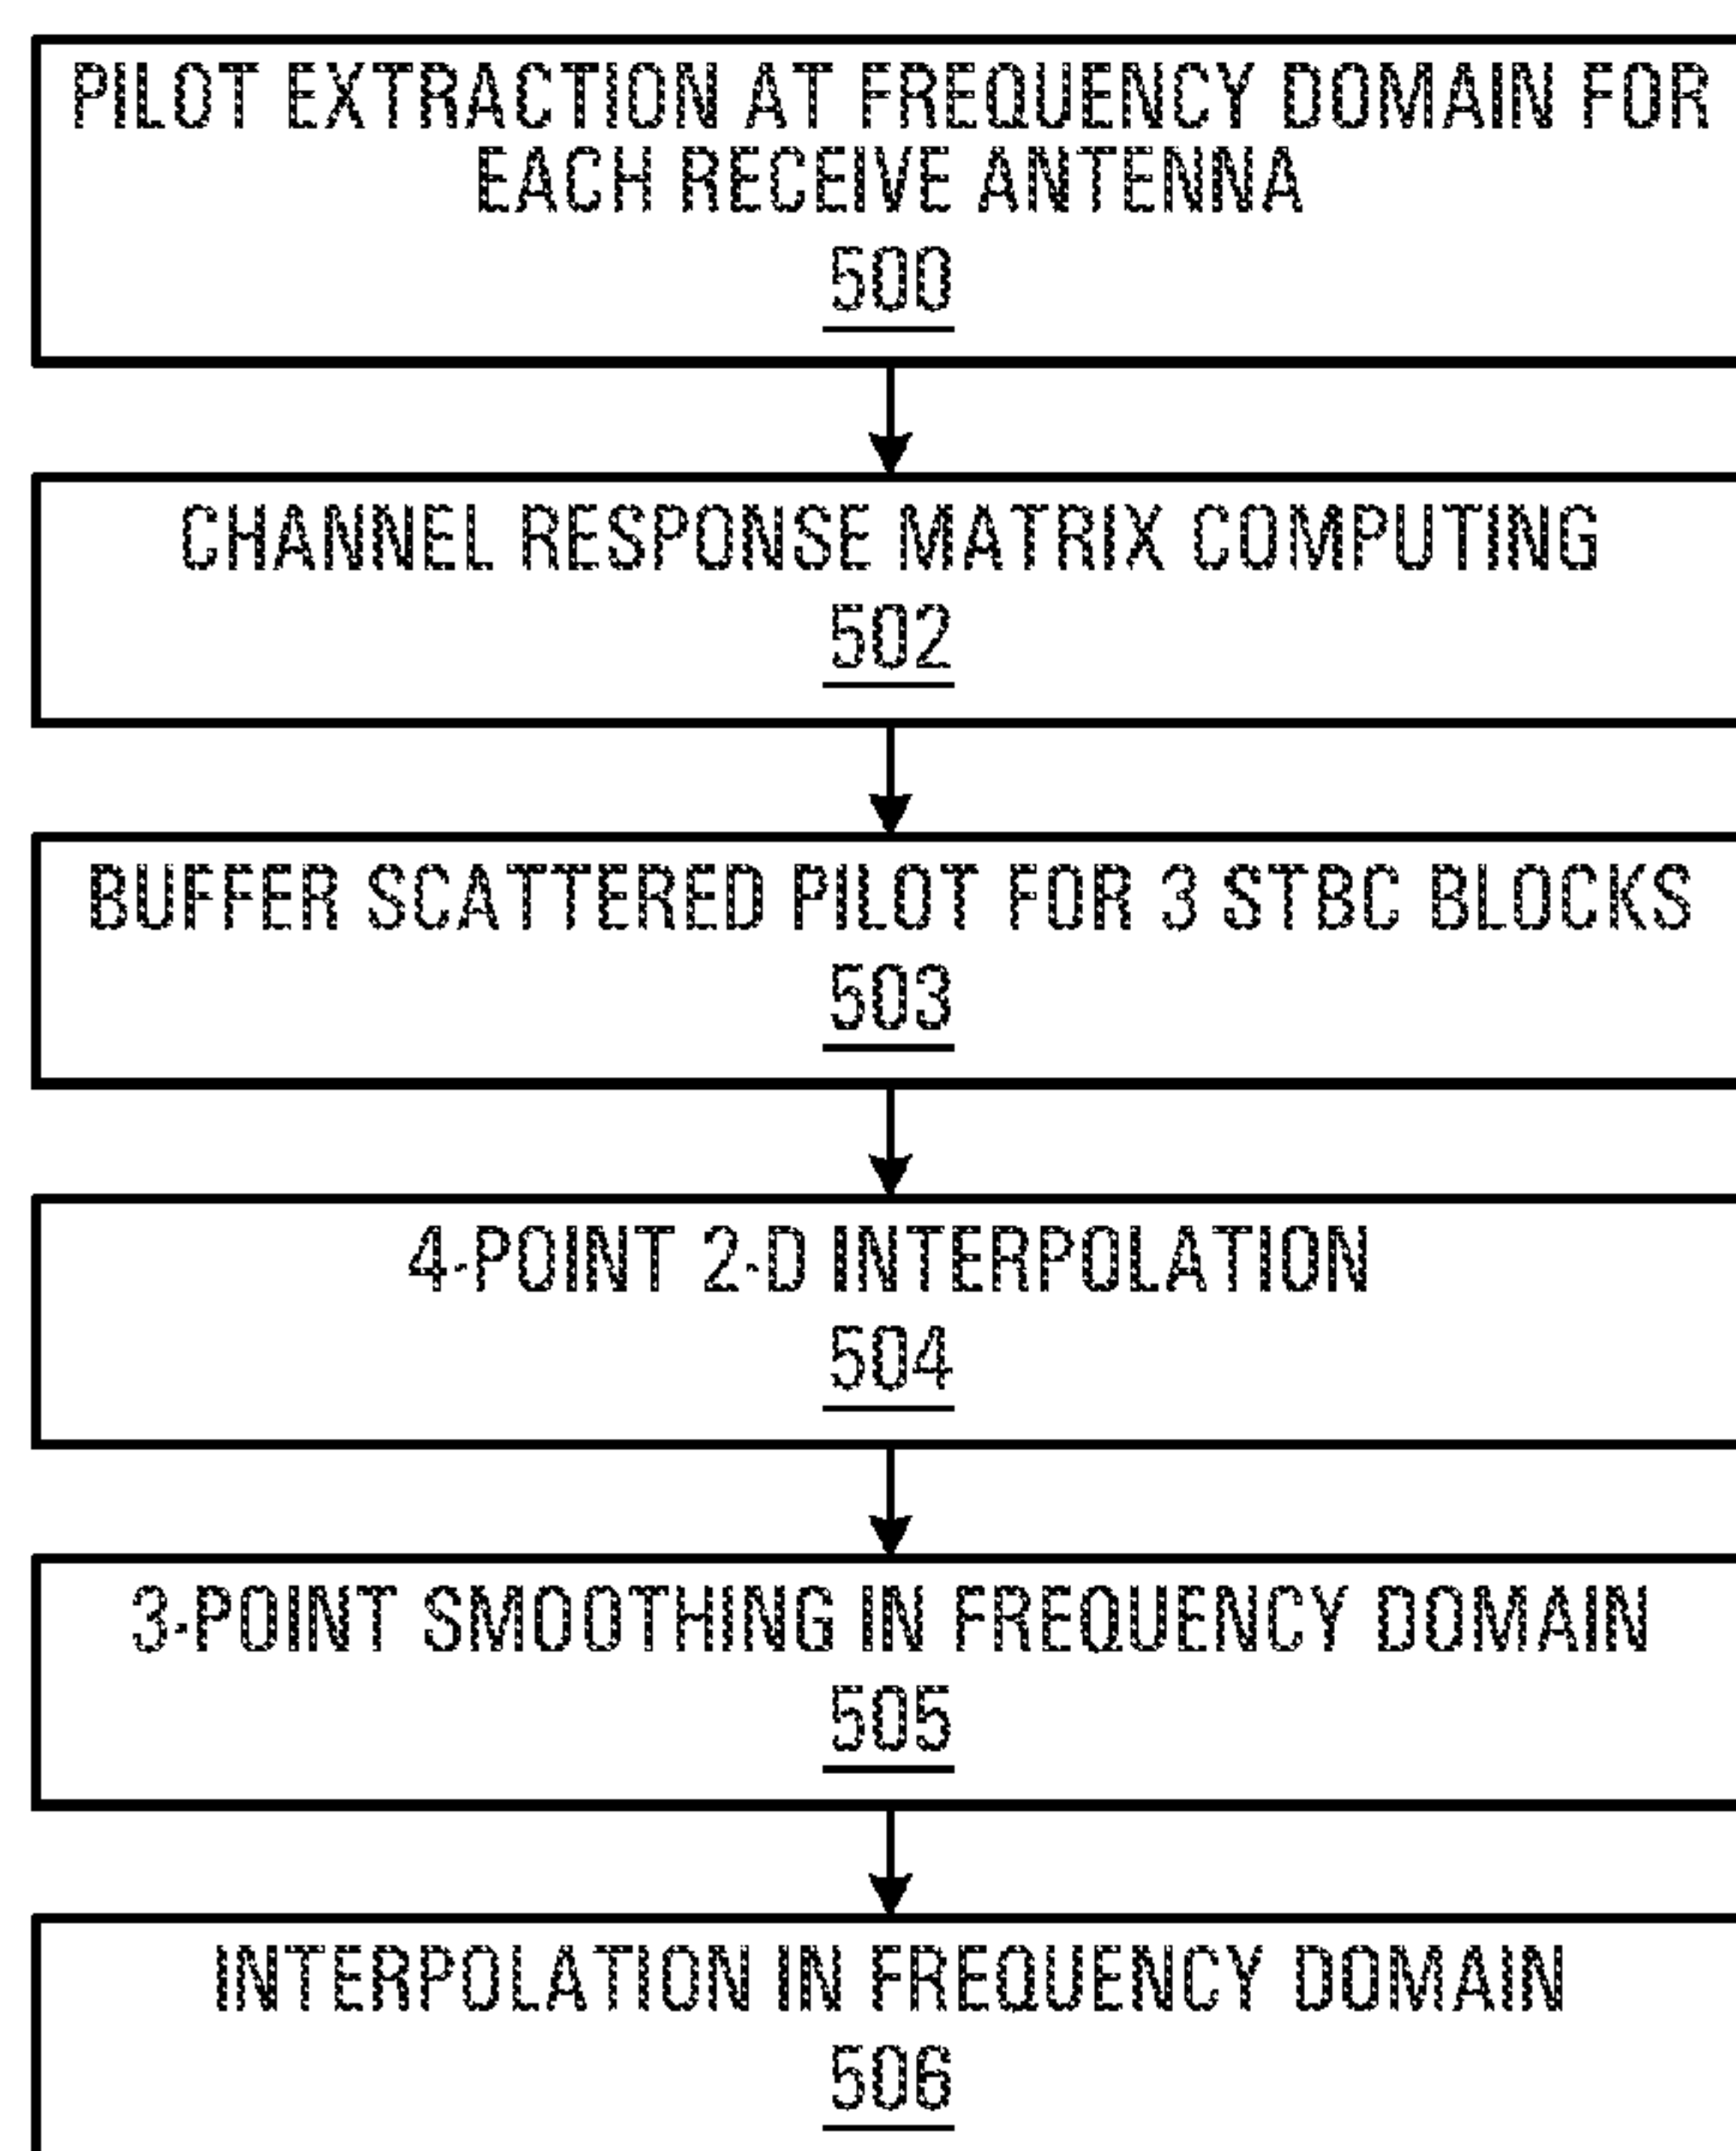 PILOT EXTRACTION AT FREQUENCY DOMAIN FOR
EACH RECEIVE ANTENNA
500
CHANNEL RESPONSE MATRIX COMPUTING
502
BUFFER SCATTERED PILOT FOR 3 STBC BLOCKS
503
4-POINT 2-D INTERPOLATION
504
3-POINT SMOOTHING IN FREQUENCY DOMAIN
505
INTERPOLATION IN FREQUENCY DOMAIN
506